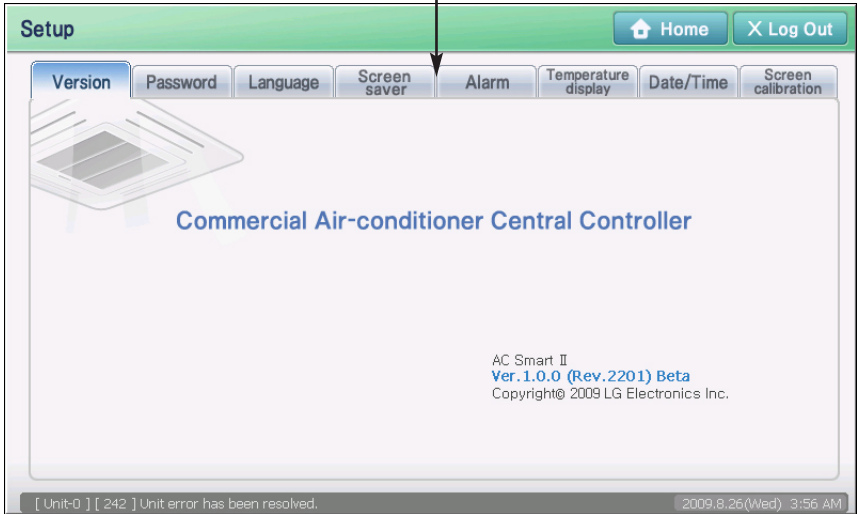 Setup
Home
X Log Out
Version
Password
Language
Screen
saver
Alarm
Temperature
display
Date/Time
Screen
calibration
Commercial Air-conditioner Central Controller
AC Smart II
Ver.1.0.0 (Rev.2201) Beta
Copyright© 2009 LG Electronics Inc.
[ Unit-0 ] [ 242 ] Unit error has been resolved.
2009.8.26(Wed) 3:56 AM